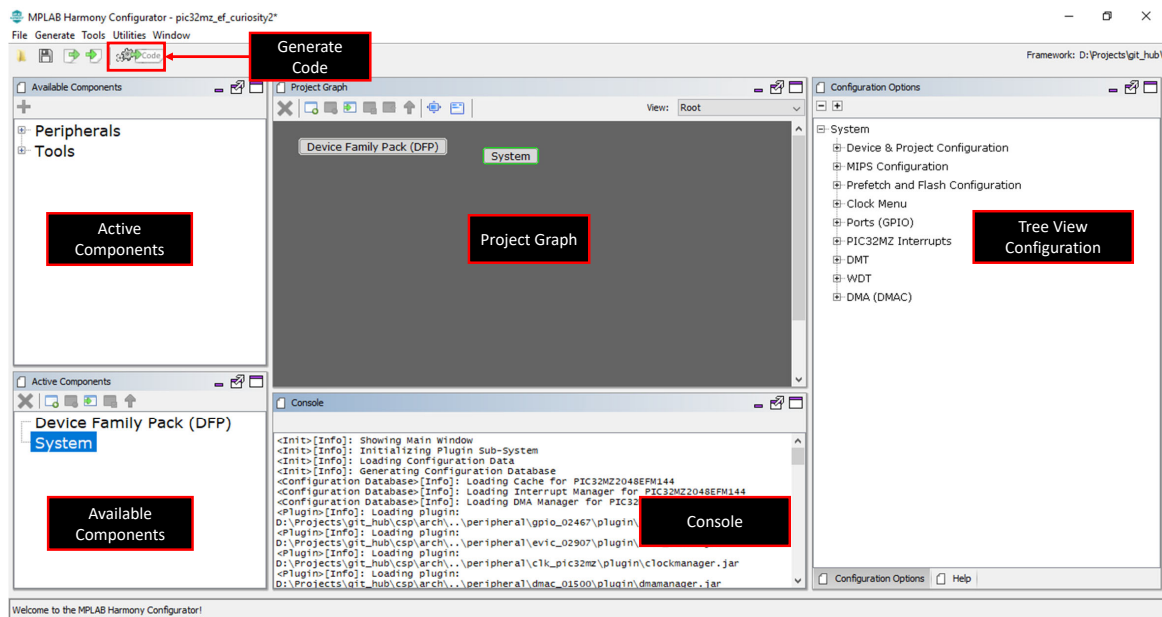 MPLAB Harmony Configurator - pic32mz_ef_curiosity2*
File Generate Tools Utilities Window
Code
Generate
Code
Framework: D:\Projects\git_hub\
Available Components
Peripherals
Tools
Active
Components
Project Graph
View: Root
Device Family Pack (DFP)
System
Project Graph
Configuration Options
System
Device & Project Configuration
MIPS Configuration
Prefetch and Flash Configuration
Clock Menu
Ports (GPIO)
PIC32MZ Interrupts
DMT
WDT
DMA (DMAC)
Tree View
Configuration
Active Components
Device Family Pack (DFP)
System
Available
Components
Console
<Init>[Info]: Showing Main Window
<Init>[Info]: Initializing Plugin Sub-System
<Init>[Info]: Loading Configuration Data
<Init>[Info]: Generating Configuration Database
<Configuration Database>[Info]: Loading Cache for PIC32MZ2048EFM144
<Configuration Database>[Info]: Loading Interrupt Manager for PIC32MZ2048EFM144
<Configuration Database>[Info]: Loading DMA Manager for PIC32
<Plugin>[Info]: Loading plugin:
D:\Projects\git_hub\csp\arch\..\peripheral\gpio_02467\plugin\
<Plugin>[Info]: Loading plugin:
D:\Projects\git_hub\csp\arch\..\peripheral\evic_02907\plugin\
<Plugin>[Info]: Loading plugin:
D:\Projects\git_hub\csp\arch\..\peripheral\clk_pic32mz\plugin\clockmanager.jar
<Plugin>[Info]: Loading plugin:
D:\Projects\git_hub\csp\arch\..\peripheral\dmac_01500\plugin\dmamanager.jar
Console
Configuration Options Help
Welcome to the MPLAB Harmony Configurator!